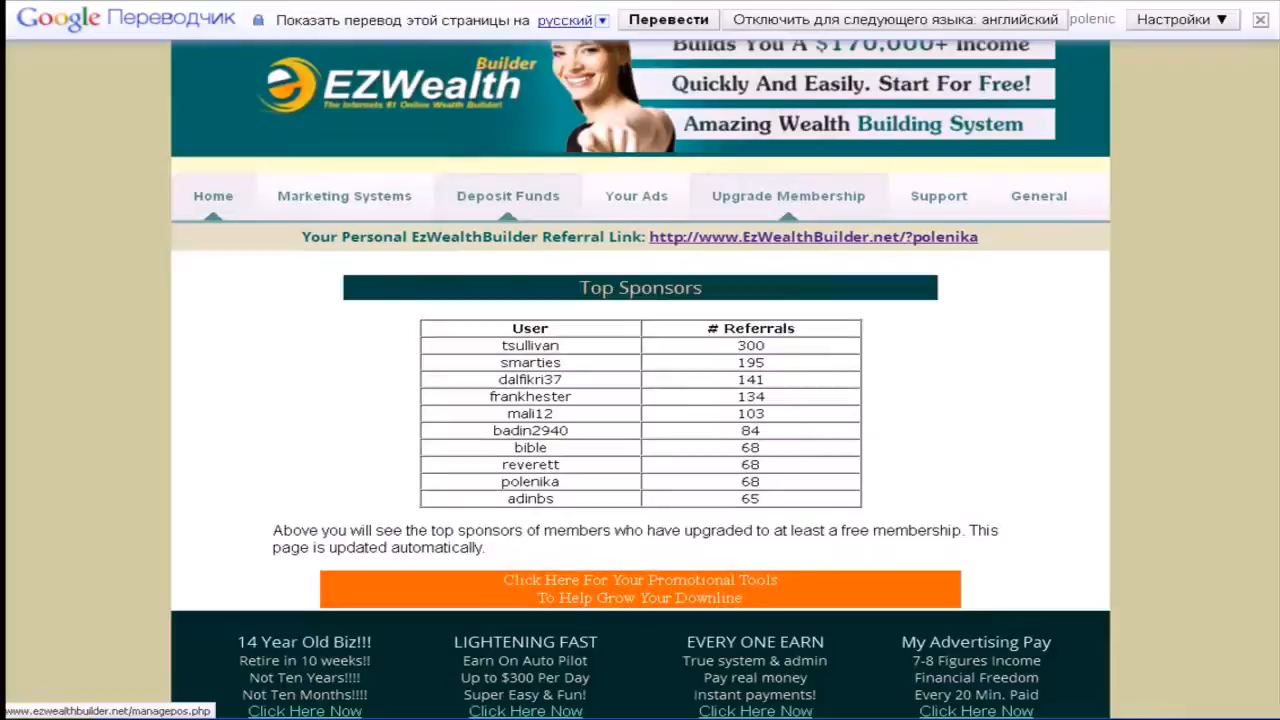 Google Переводчик Показать перевод этой страницы на русский Перевести Отключить для следующего языка: английский polenic Настройки ▼
EZWealth Builder
The Internets #1 Online Wealth Builder!
Builds You A $170,000+ Income
Quickly And Easily. Start For Free!
Amazing Wealth Building System
Home Marketing Systems Deposit Funds Your Ads Upgrade Membership Support General
Your Personal EzWealthBuilder Referral Link: http://www.EzWealthBuilder.net/?polenika
Top Sponsors
User # Referrals
tsullivan 300
smarties 195
dalfikri37 141
frankhester 134
mali12 103
badin2940 84
bible 68
reverett 68
polenika 68
adinbs 65
Above you will see the top sponsors of members who have upgraded to at least a free membership. This
page is updated automatically.
Click Here For Your Promotional Tools
To Help Grow Your Downline
14 Year Old Biz!!! LIGHTENING FAST EVERY ONE EARN My Advertising Pay
Retire in 10 weeks!! Earn On Auto Pilot True system & admin 7-8 Figures Income
Not Ten Years!!!! Up to $300 Per Day Pay real money Financial Freedom
Not Ten Months!!!! Super Easy & Fun! instant payments! Every 20 Min. Paid
Click Here Now Click Here Now Click Here Now Click Here Now
www.ezwealthbuilder.net/managepos.php